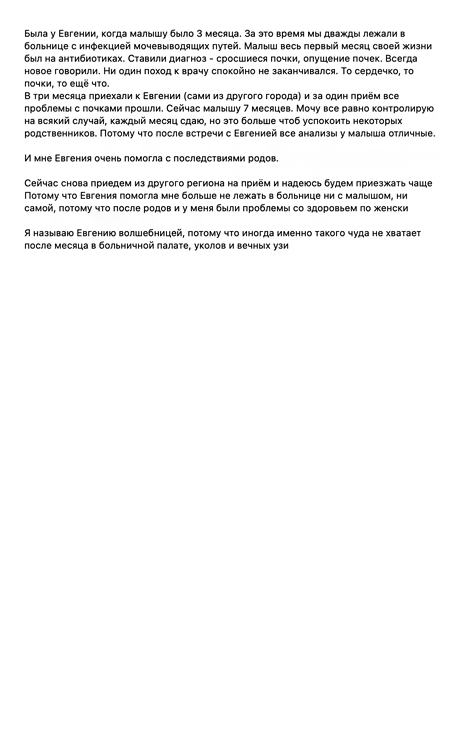 Была у Евгении, когда малышу было 3 месяца. За это время мы дважды лежали в
больнице с инфекцией мочевыводящих путей. Малыш весь первый месяц своей жизни
был на антибиотиках. Ставили диагноз - сросшиеся почки, опущение почек. Всегда
новое говорили. Ни один поход к врачу спокойно не заканчивался. То сердечко, то
почки, то ещё что.
В три месяца приехали к Евгении (сами из другого города) и за один приём все
проблемы с почками прошли. Сейчас малышу 7 месяцев. Мочу все равно контролирую
на всякий случай, каждый месяц сдаю, но это больше чтоб успокоить некоторых
родственников. Потому что после встречи с Евгенией все анализы у малыша отличные.

И мне Евгения очень помогла с последствиями родов.

Сейчас снова приедем из другого региона на приём и надеюсь будем приезжать чаще
Потому что Евгения помогла мне больше не лежать в больнице ни с малышом, ни
самой, потому что после родов и у меня были проблемы со здоровьем по женски

Я называю Евгению волшебницей, потому что иногда именно такого чуда не хватает
после месяца в больничной палате, уколов и вечных узи